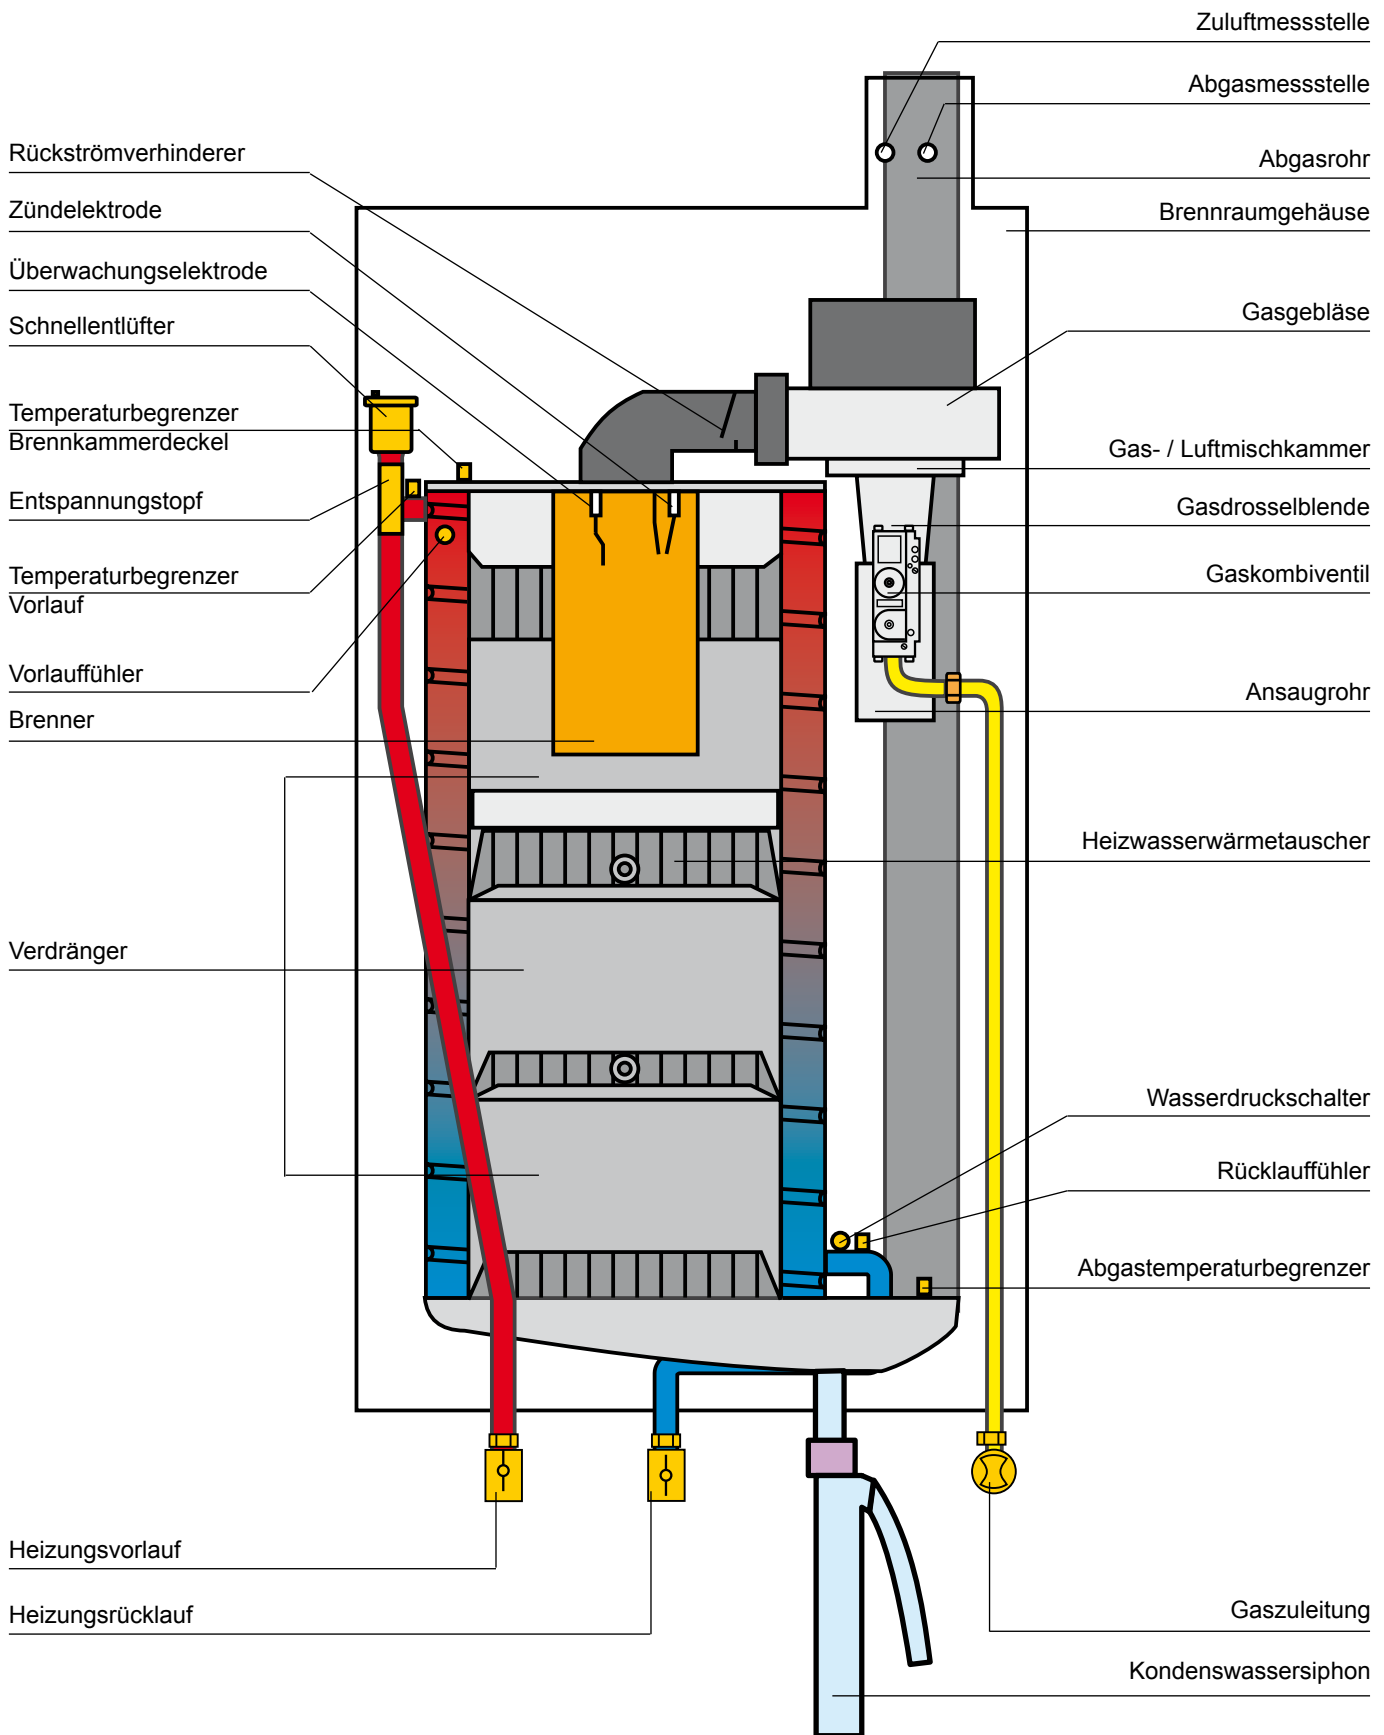 Zuluftmessstelle
Abgasmessstelle
Abgasrohr
Brennraumgehäuse
Gasgebläse
Gas- / Luftmischkammer
Gasdrosselblende
Gaskombiventil
Ansaugrohr
Heizwasserwärmetauscher
Wasserdruckschalter
Rücklauffühler
Abgastemperaturbegrenzer
Gaszuleitung
Kondenswassersiphon
Rückströmverhinderer
Zündelektrode
Überwachungselektrode
Schnellentlüfter
Temperaturbegrenzer
Brennkammerdeckel
Entspannungstopf
Temperaturbegrenzer
Vorlauf
Vorlauffühler
Brenner
Verdränger
Heizungsvorlauf
Heizungsrücklauf